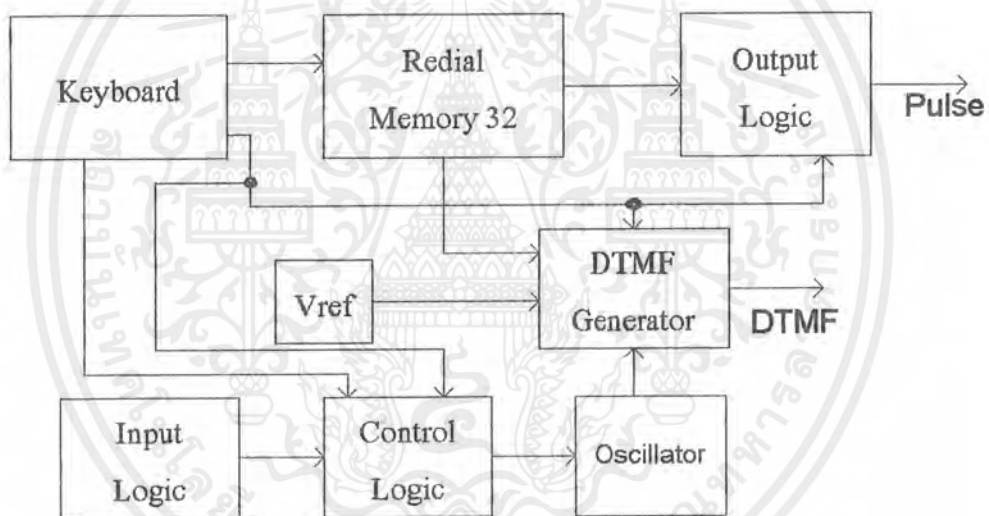 Keyboard
Redial
Memory 32
Output
Logic
Pulse
Vref
DTMF
Generator
DTMF
Input
Logic
Control
Logic
Oscillator